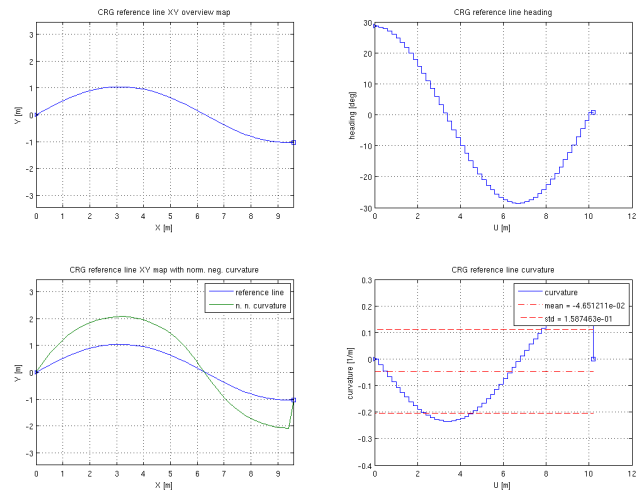 CRG reference line XY overview map
3
2
1
0
-1
-2
-3
Y [m]
0 1 2 3 4 5 6 7 8 9
X [m]
CRG reference line heading
30
20
10
0
-10
-20
-30
heading [deg]
0 2 4 6 8 10 12
U [m]
CRG reference line XY map with norm. neg. curvature
reference line
n. n. curvature
3
2
1
0
-1
-2
-3
Y [m]
0 1 2 3 4 5 6 7 8 9
X [m]
CRG reference line curvature
curvature
mean = -4.651211e-02
std = 1.587463e-01
0.3
0.2
0.1
0
-0.1
-0.2
-0.3
-0.4
curvature [1/m]
0 2 4 6 8 10 12
U [m]